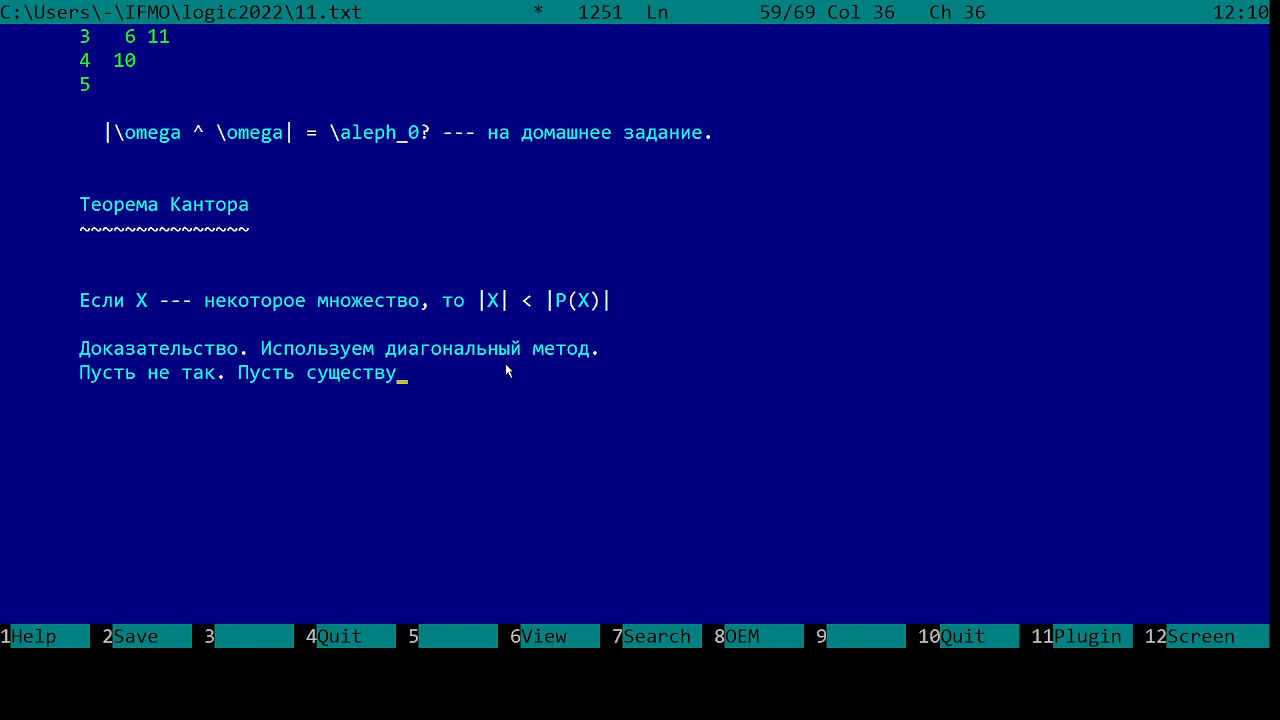 C:\Users\-\IFMO\logic2022\11.txt * 1251 Ln 59/69 Col 36 Ch 36 12:10
3 6 11
4 10
5
|\omega ^ \omega| = \aleph_0? --- на домашнее задание.
Теорема Кантора
~~~~~~~~~~~~~~~
Если X --- некоторое множество, то |X| < |P(X)|
Доказательство. Используем диагональный метод.
Пусть не так. Пусть существу_
1Help 2Save 3 4Quit 5 6View 7Search 8OEM 9 10Quit 11Plugin 12Screen